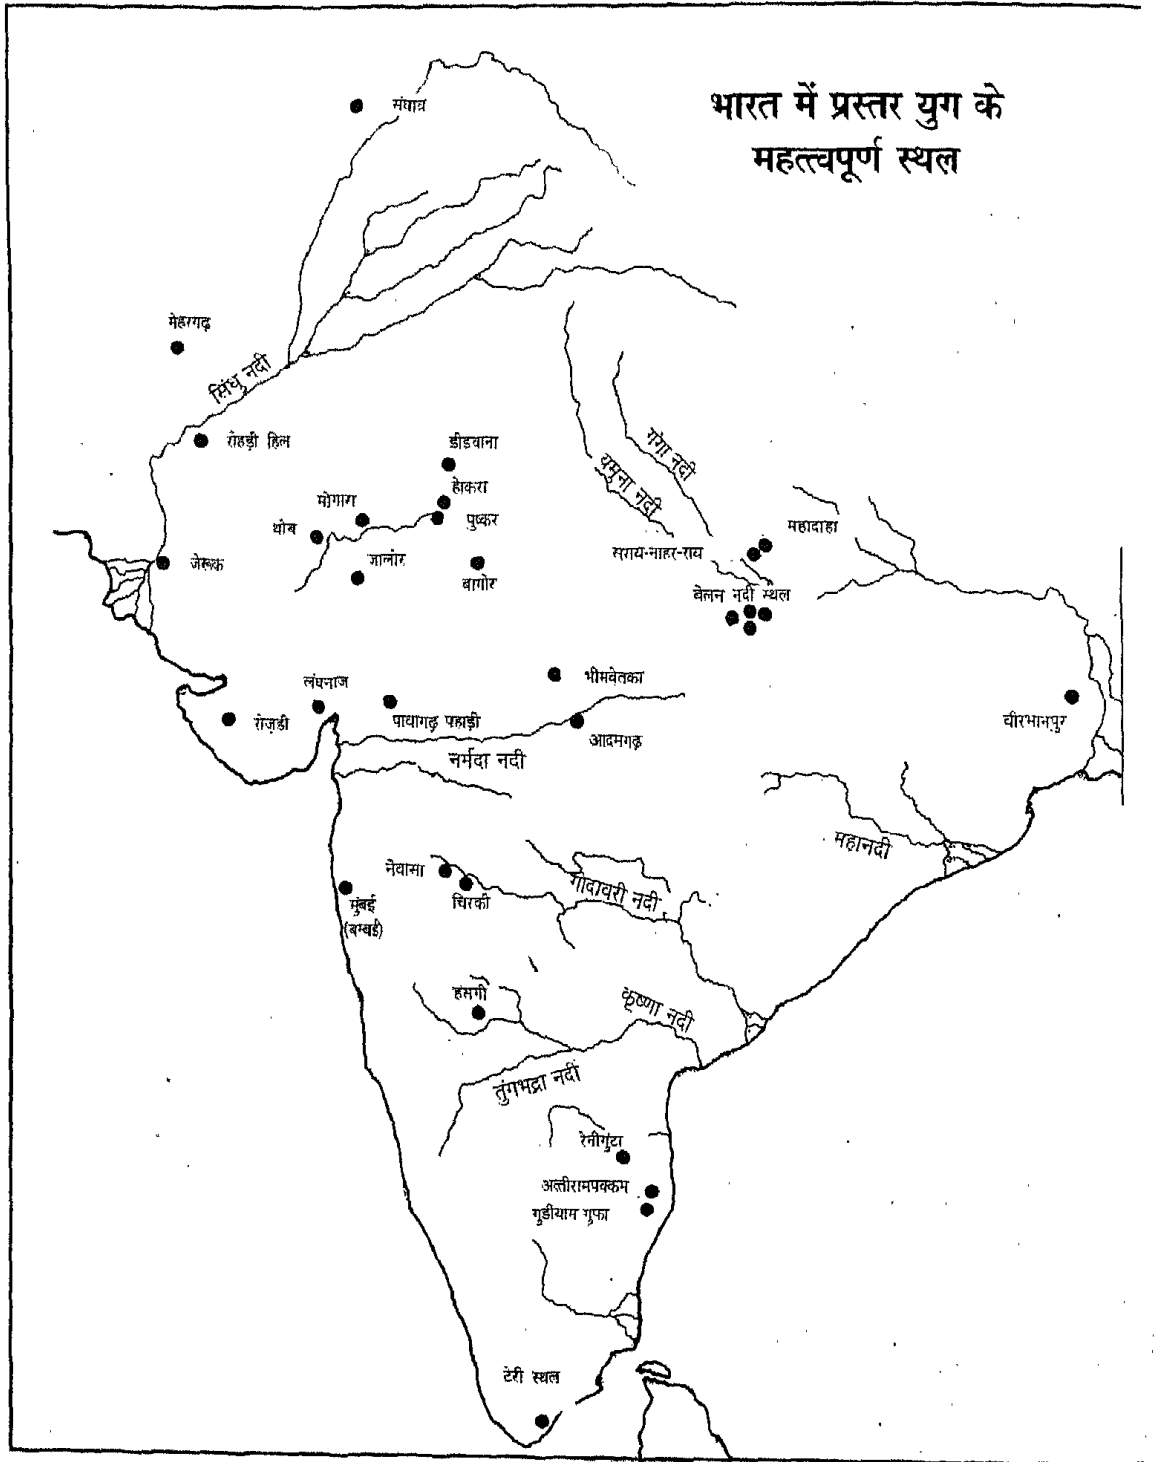 भारत में प्रस्तर युग के
महत्त्वपूर्ण स्थल
संघाव
मेहरगढ़
सिंधु नदी
रोहड़ी हिल
डीडवाना
होकरा
मोगारा
थोब
पुष्कर
जालोर
जेरूक
बागोर
गंगा नदी
यमुना नदी
महादाहा
सराय-नाहर-राय
बेलन नदी स्थल
लंघनाज
भीमबेतका
रोज़डी
पावागढ़ पहाड़ी
आदमगढ़
वीरभानपुर
नर्मदा नदी
महानदी
नेवासा
चिरकी
गोदावरी नदी
मुंबई
(बम्बई)
हंसगी
कृष्णा नदी
तुंगभद्रा नदी
रेनीगुंटा
अत्तीरामपक्कम
गुडीयाम गुफा
टेरी स्थल